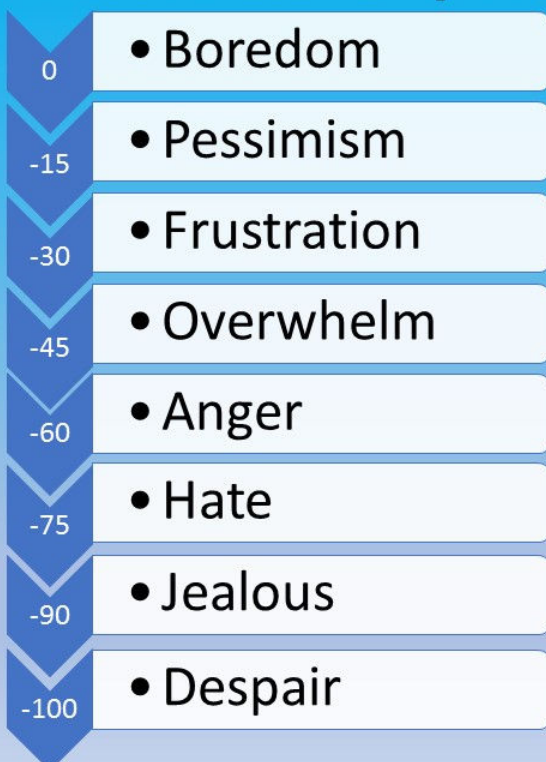 0 • Boredom
-15 • Pessimism
-30 • Frustration
-45 • Overwhelm
-60 • Anger
-75 • Hate
-90 • Jealous
-100 • Despair